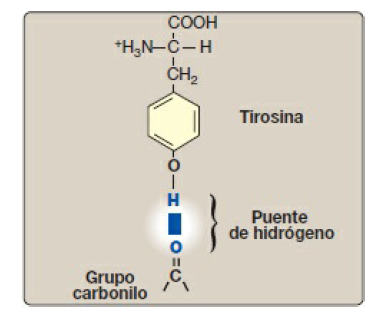 COOH
+H3N–C–H
CH2
Tirosina
O
H
Puente
de hidrógeno
O
Grupo
carbonilo
C